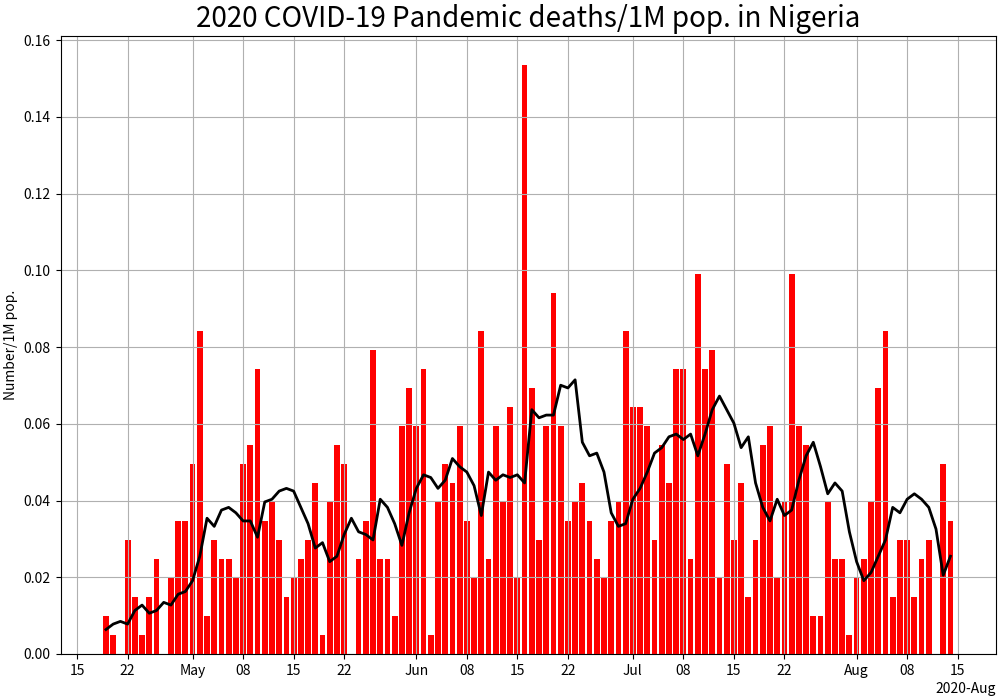 2020 COVID-19 Pandemic deaths/1M pop. in Nigeria
Number/1M pop.
0.16
0.14
0.12
0.10
0.08
0.06
0.04
0.02
0.00
15 22 May 08 15 22 Jun 08 15 22 Jul 08 15 22 Aug 08 15
2020-Aug